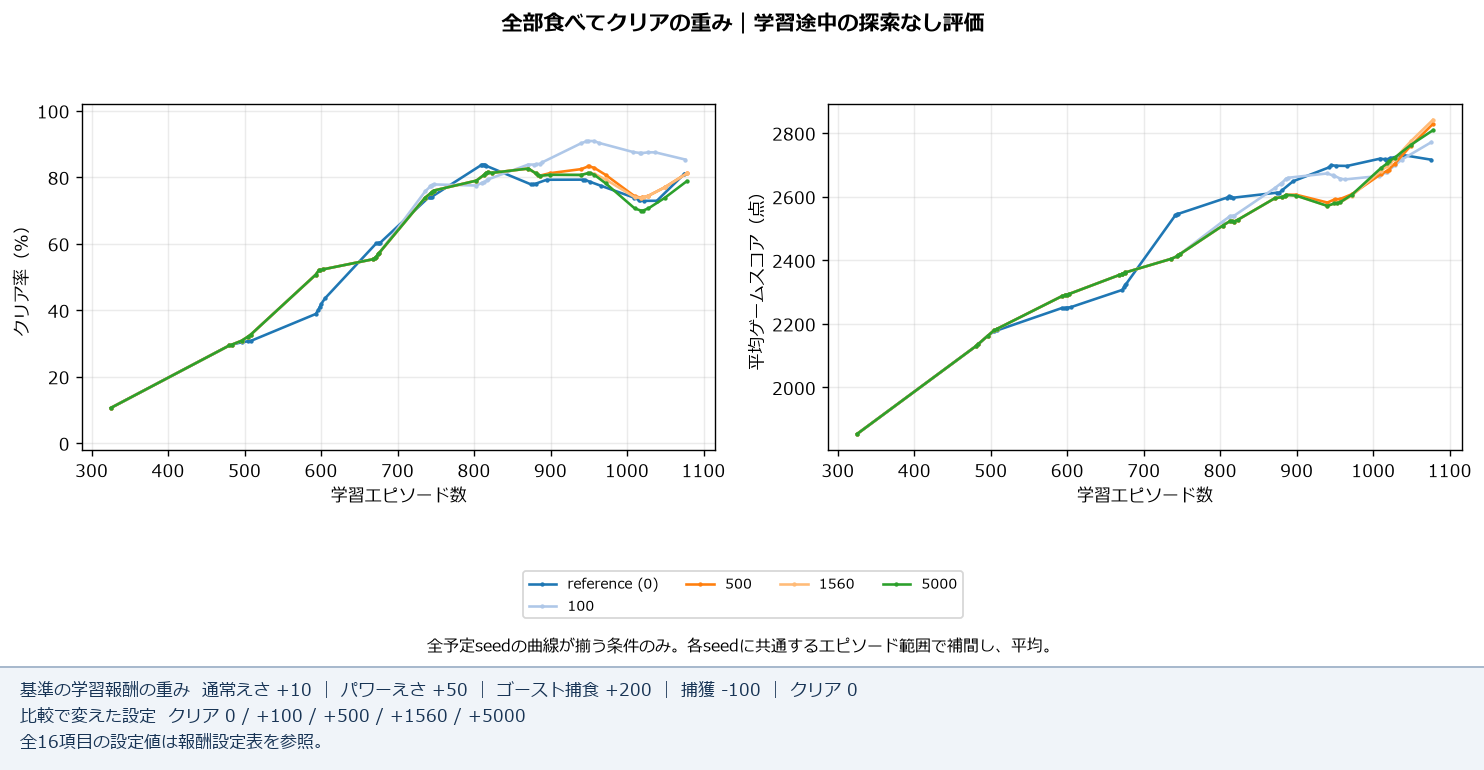 全部食べてクリアの重み｜学習途中の探索なし評価
クリア率（%）
100
80
60
40
20
0
300 400 500 600 700 800 900 1000 1100
学習エピソード数
平均ゲームスコア（点）
2800
2600
2400
2200
2000
300 400 500 600 700 800 900 1000 1100
学習エピソード数
reference (0) 500 1560 5000
100
全予定seedの曲線が揃う条件のみ。各seedに共通するエピソード範囲で補間し、平均。
基準の学習報酬の重み 通常えさ +10 ｜ パワーえさ +50 ｜ ゴースト捕食 +200 ｜ 捕獲 -100 ｜ クリア 0
比較で変えた設定 クリア 0 / +100 / +500 / +1560 / +5000
全16項目の設定値は報酬設定表を参照。